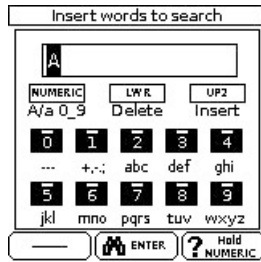 Insert words to search
A
NUMERIC LWR UP2
A/a 0_9 Delete Insert
0 1 2 3 4
--- +,-.; abc def ghi
5 6 7 8 9
jkl mno pqrs tuv wxyz
ENTER ? Hold NUMERIC